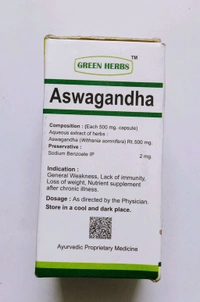 GREEN HERBS™
Aswagandha
Composition : (Each 500 mg. capsule)
Aqueous extract of herbs :
Aswagandha (Withania somnifera) Rt. 500 mg.
Preservative :
Sodium Benzoate IP 2 mg.
Indication :
General Weakness, Lack of immunity,
Loss of weight, Nutrient supplement
after chronic illness.
Dosage : As directed by the Physician.
Store in a cool and dark place.
Ayurvedic Proprietary Medicine